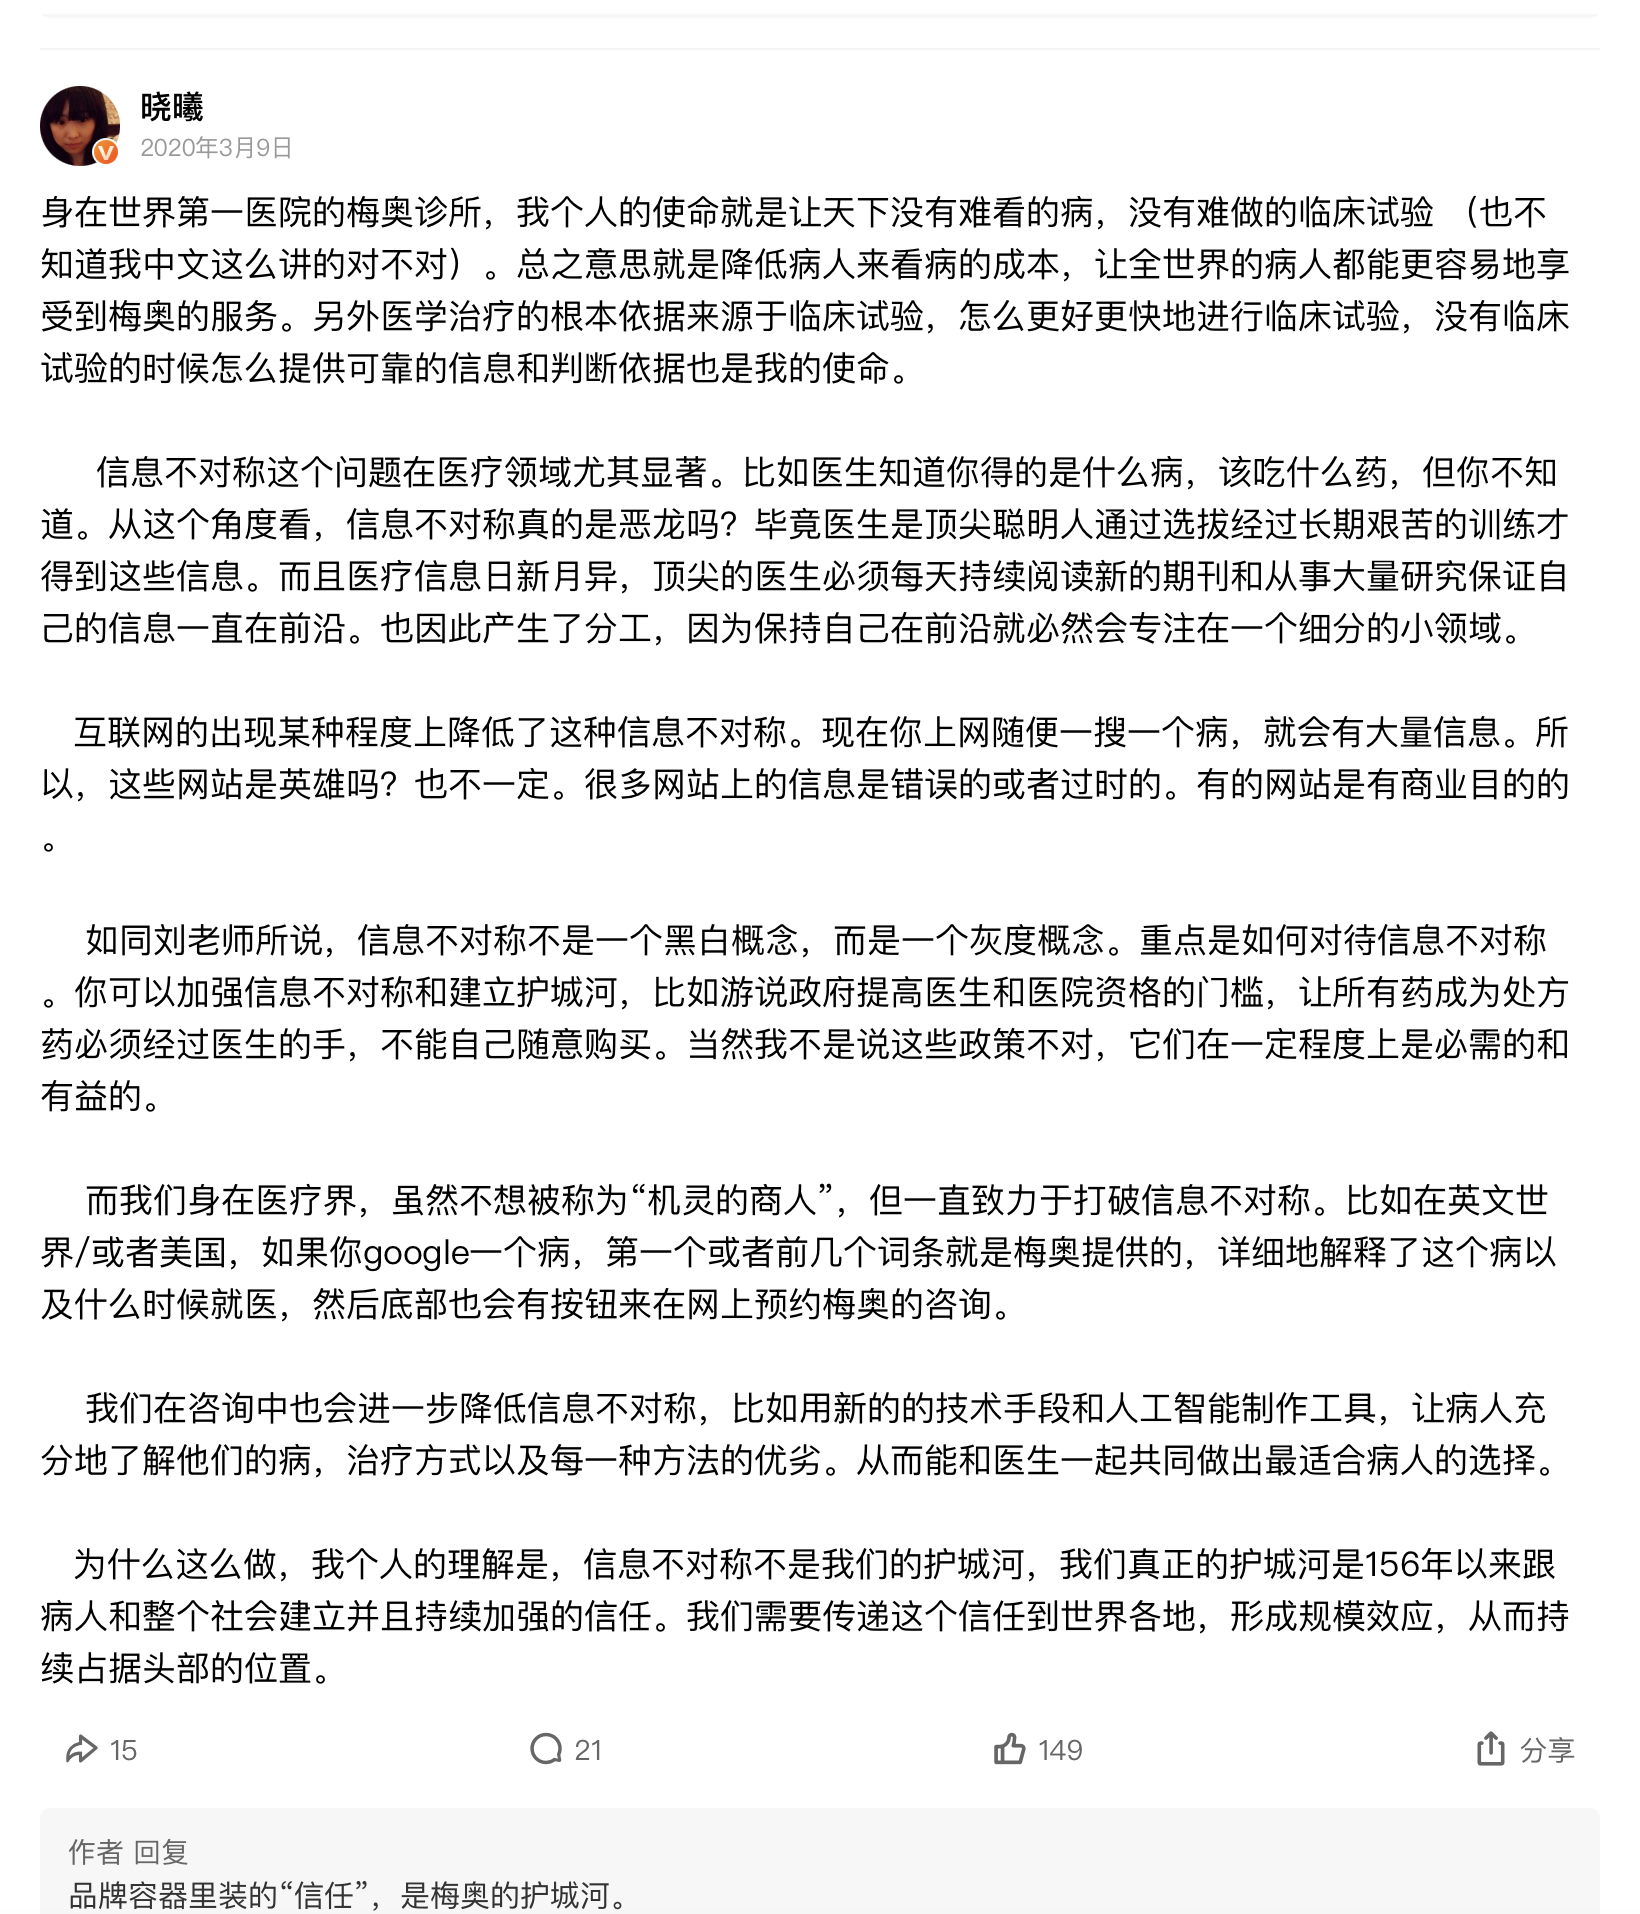 晓曦
2020年3月9日
身在世界第一医院的梅奥诊所，我个人的使命就是让天下没有难看的病，没有难做的临床试验 （也不
知道我中文这么讲的对不对）。总之意思就是降低病人来看病的成本，让全世界的病人都能更容易地享
受到梅奥的服务。另外医学治疗的根本依据来源于临床试验，怎么更好更快地进行临床试验，没有临床
试验的时候怎么提供可靠的信息和判断依据也是我的使命。
信息不对称这个问题在医疗领域尤其显著。比如医生知道你得的是什么病，该吃什么药，但你不知
道。从这个角度看，信息不对称真的是恶龙吗？毕竟医生是顶尖聪明人通过选拔经过长期艰苦的训练才
得到这些信息。而且医疗信息日新月异，顶尖的医生必须每天持续阅读新的期刊和从事大量研究保证自
己的信息一直在前沿。也因此产生了分工，因为保持自己在前沿就必然会专注在一个细分的小领域。
互联网的出现某种程度上降低了这种信息不对称。现在你上网随便一搜一个病，就会有大量信息。所
以，这些网站是英雄吗？也不一定。很多网站上的信息是错误的或者过时的。有的网站是有商业目的的
。
如同刘老师所说，信息不对称不是一个黑白概念，而是一个灰度概念。重点是如何对待信息不对称
。你可以加强信息不对称和建立护城河，比如游说政府提高医生和医院资格的门槛，让所有药成为处方
药必须经过医生的手，不能自己随意购买。当然我不是说这些政策不对，它们在一定程度上是必需的和
有益的。
而我们身在医疗界，虽然不想被称为“机灵的商人”，但一直致力于打破信息不对称。比如在英文世
界/或者美国，如果你google一个病，第一个或者前几个词条就是梅奥提供的，详细地解释了这个病以
及什么时候就医，然后底部也会有按钮来在网上预约梅奥的咨询。
我们在咨询中也会进一步降低信息不对称，比如用新的的技术手段和人工智能制作工具，让病人充
分地了解他们的病，治疗方式以及每一种方法的优劣。从而能和医生一起共同做出最适合病人的选择。
为什么这么做，我个人的理解是，信息不对称不是我们的护城河，我们真正的护城河是156年以来跟
病人和整个社会建立并且持续加强的信任。我们需要传递这个信任到世界各地，形成规模效应，从而持
续占据头部的位置。
15 21 149 分享
作者 回复
品牌容器里装的“信任”，是梅奥的护城河。